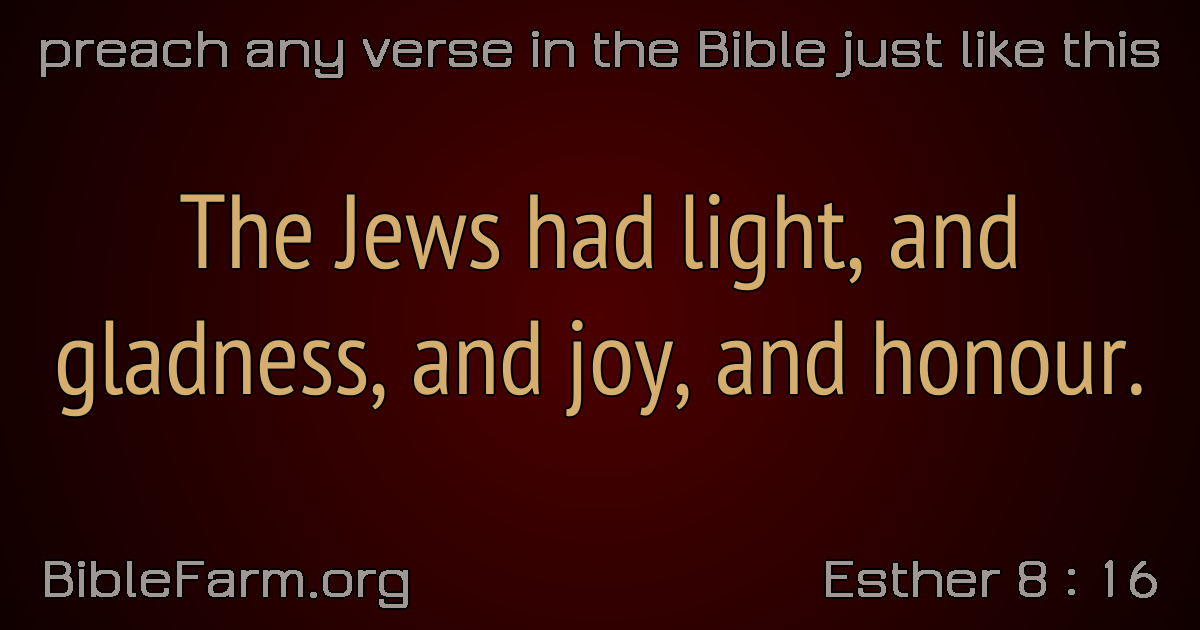 preach any verse in the Bible just like this
The Jews had light, and
gladness, and joy, and honour.
BibleFarm.org
Esther 8 : 16